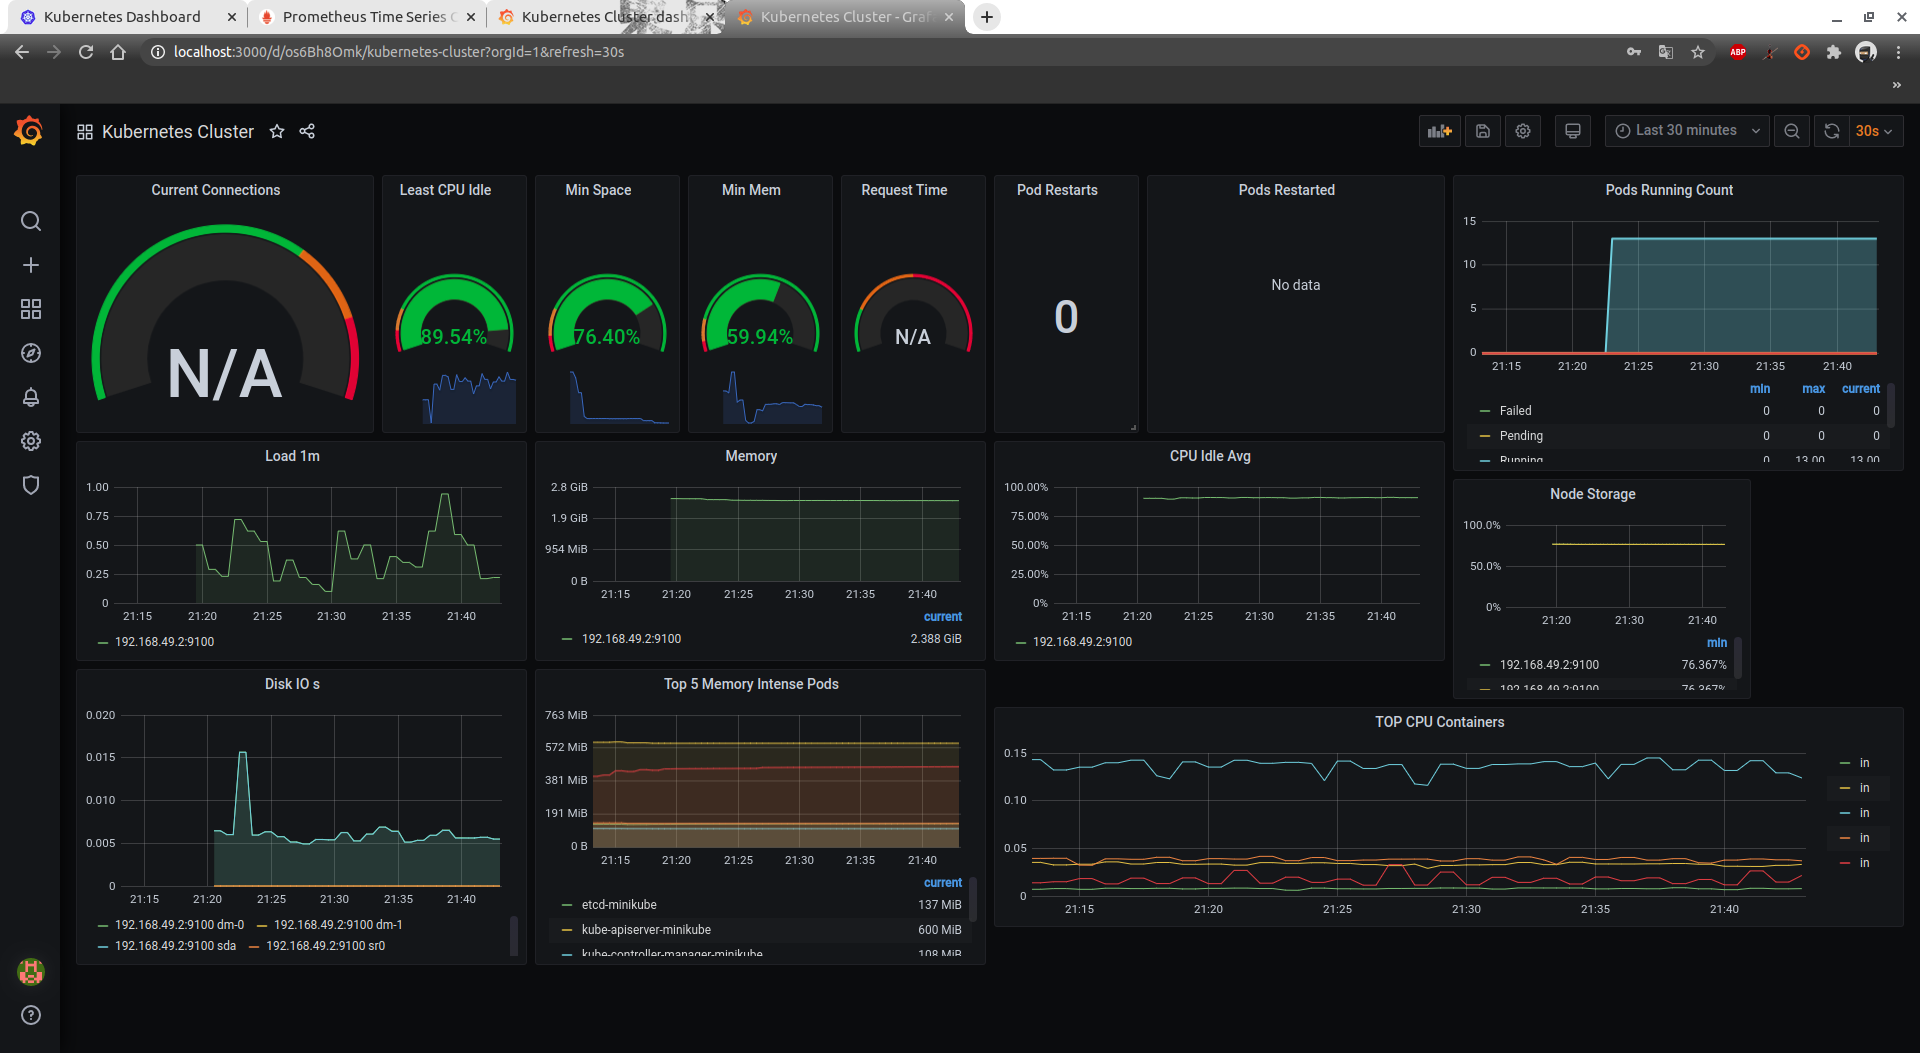 Kubernetes Dashboard
Prometheus Time Series C
Kubernetes Cluster dash
Kubernetes Cluster - Graf
localhost:3000/d/os6Bh8Omk/kubernetes-cluster?orgId=1&refresh=30s
ABP
»
Kubernetes Cluster
Last 30 minutes
30s
Current Connections
N/A
Least CPU Idle
89.54%
Min Space
76.40%
Min Mem
59.94%
Request Time
N/A
Pod Restarts
0
Pods Restarted
No data
Pods Running Count
15
10
5
0
21:15 21:20 21:25 21:30 21:35 21:40
min max current
Failed 0 0 0
Pending 0 0 0
Running 0 13.00 13.00
Load 1m
1.00
0.75
0.50
0.25
0
21:15 21:20 21:25 21:30 21:35 21:40
192.168.49.2:9100
Memory
2.8 GiB
1.9 GiB
954 MiB
0 B
21:15 21:20 21:25 21:30 21:35 21:40
current
192.168.49.2:9100 2.388 GiB
CPU Idle Avg
100.00%
75.00%
50.00%
25.00%
0%
21:15 21:20 21:25 21:30 21:35 21:40
192.168.49.2:9100
Node Storage
100.0%
50.0%
0%
21:20 21:30 21:40
min
192.168.49.2:9100 76.367%
192.168.49.2:9100 76.367%
Disk IO s
0.020
0.015
0.010
0.005
0
21:15 21:20 21:25 21:30 21:35 21:40
192.168.49.2:9100 dm-0 192.168.49.2:9100 dm-1
192.168.49.2:9100 sda 192.168.49.2:9100 sr0
Top 5 Memory Intense Pods
763 MiB
572 MiB
381 MiB
191 MiB
0 B
21:15 21:20 21:25 21:30 21:35 21:40
current
etcd-minikube 137 MiB
kube-apiserver-minikube 600 MiB
kube-controller-manager-minikube 108 MiB
TOP CPU Containers
0.15
0.10
0.05
0
21:15 21:20 21:25 21:30 21:35 21:40
in
in
in
in
in